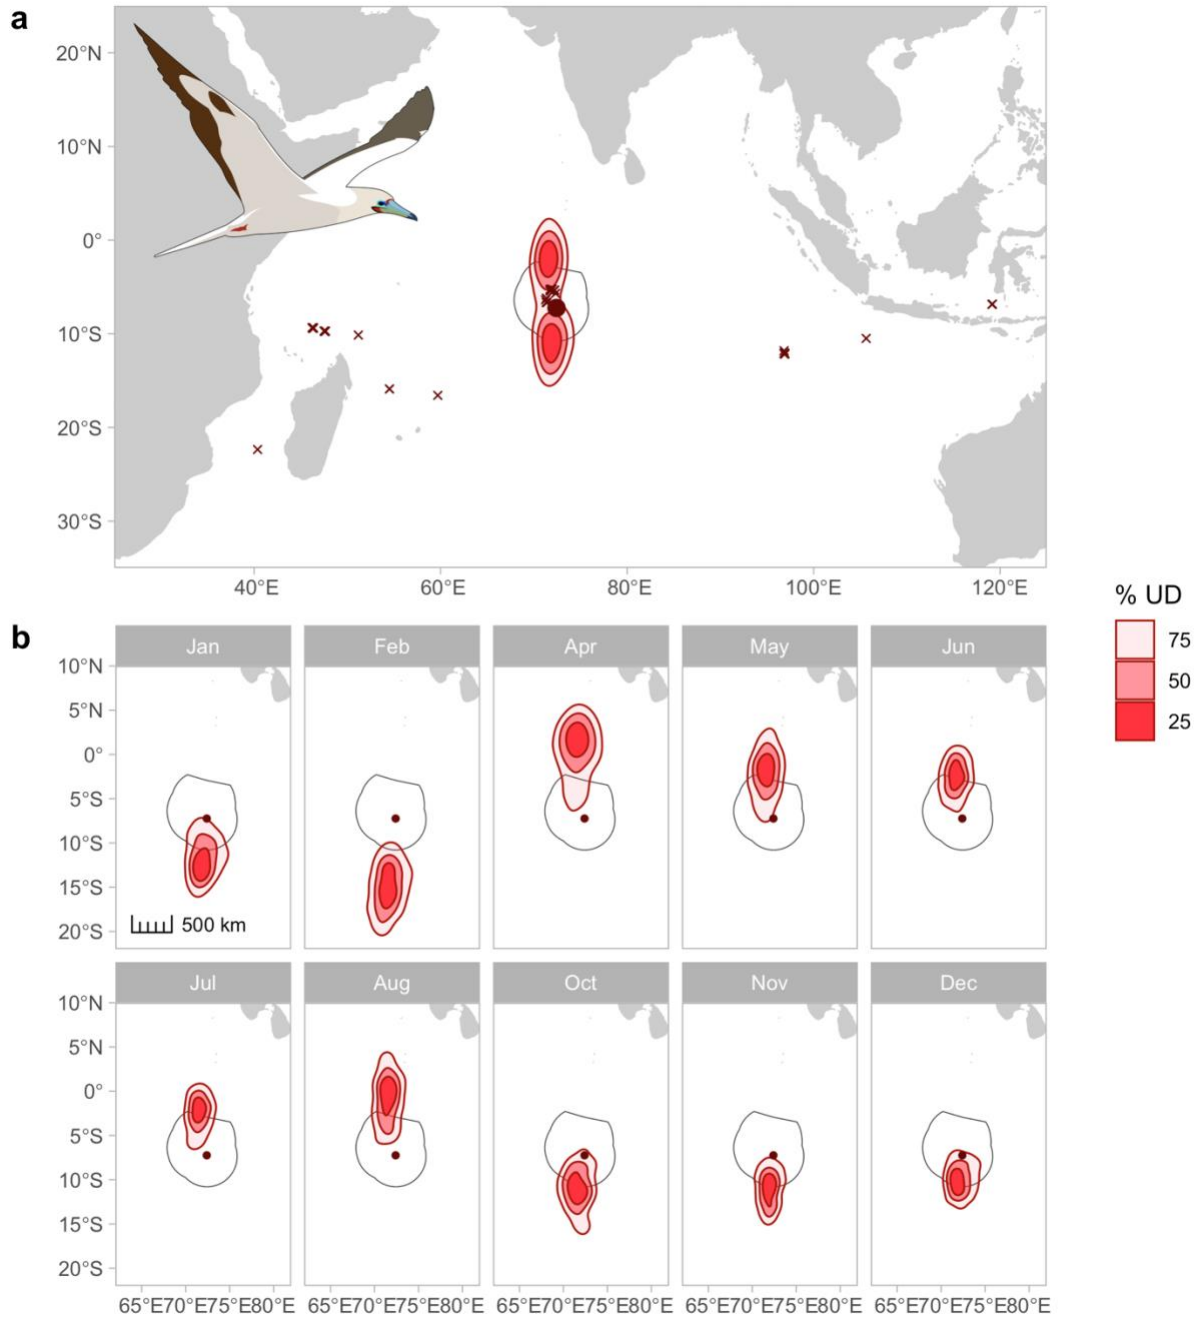 a
20°N
10°N
0°
10°S
20°S
30°S
40°E 60°E 80°E 100°E 120°E
% UD
75
50
25
b
Jan Feb Apr May Jun
10°N
5°N
0°
5°S
10°S
15°S
20°S
500 km
Jul Aug Oct Nov Dec
10°N
5°N
0°
5°S
10°S
15°S
20°S
65°E70°E75°E80°E 65°E70°E75°E80°E 65°E70°E75°E80°E 65°E70°E75°E80°E 65°E70°E75°E80°E